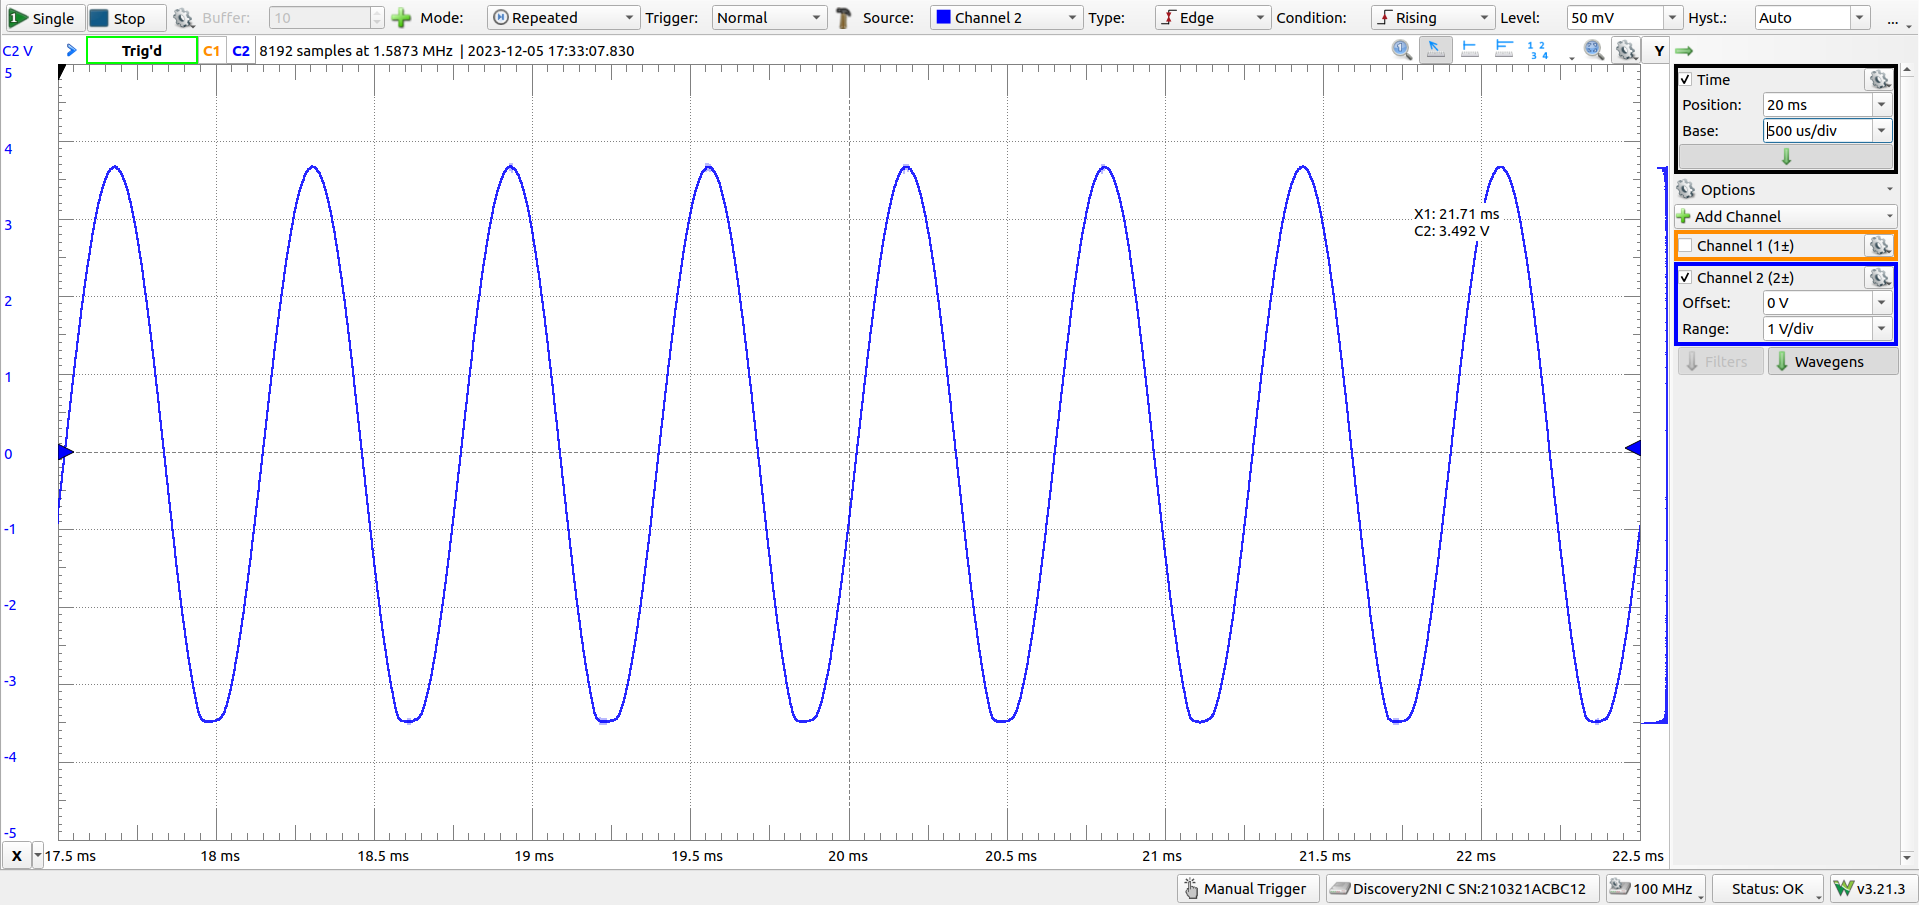 Single Stop Buffer: 10 Mode: Repeated Trigger: Normal Source: Channel 2 Type: Edge Condition: Rising Level: 50 mV Hyst.: Auto ...
C2 V Trig'd C1 C2 8192 samples at 1.5873 MHz | 2023-12-05 17:33:07.830 1 2 3 4 Y
5
4
3
2
1
0
-1
-2
-3
-4
-5
X1: 21.71 ms
C2: 3.492 V
X 17.5 ms 18 ms 18.5 ms 19 ms 19.5 ms 20 ms 20.5 ms 21 ms 21.5 ms 22 ms 22.5 ms
Time
Position: 20 ms
Base: 500 us/div
Options
Add Channel
Channel 1 (1±)
Channel 2 (2±)
Offset: 0 V
Range: 1 V/div
Filters Wavegens
Manual Trigger Discovery2NI C SN:210321ACBC12 100 MHz Status: OK v3.21.3